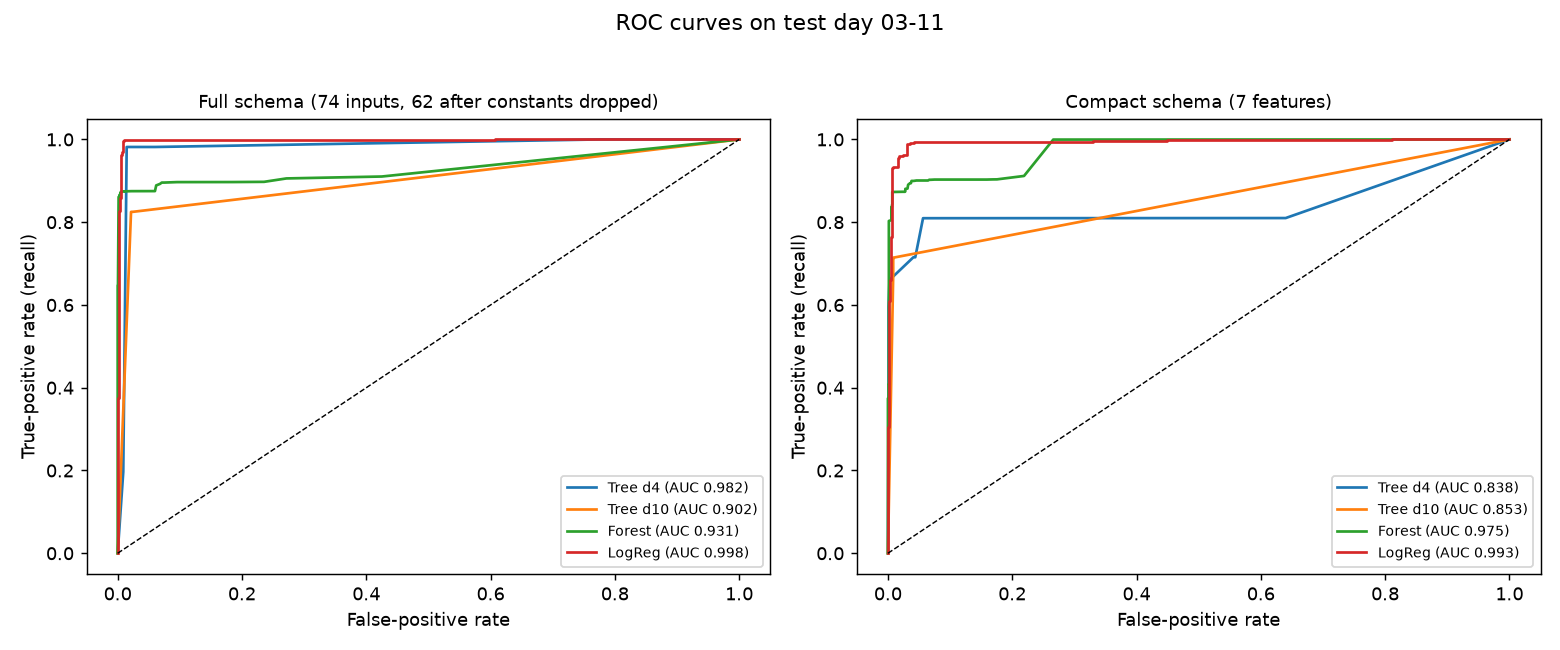 ROC curves on test day 03-11
Full schema (74 inputs, 62 after constants dropped)
True-positive rate (recall)
1.0
0.8
0.6
0.4
0.2
0.0
Tree d4 (AUC 0.982)
Tree d10 (AUC 0.902)
Forest (AUC 0.931)
LogReg (AUC 0.998)
0.0 0.2 0.4 0.6 0.8 1.0
False-positive rate
Compact schema (7 features)
True-positive rate (recall)
1.0
0.8
0.6
0.4
0.2
0.0
Tree d4 (AUC 0.838)
Tree d10 (AUC 0.853)
Forest (AUC 0.975)
LogReg (AUC 0.993)
0.0 0.2 0.4 0.6 0.8 1.0
False-positive rate